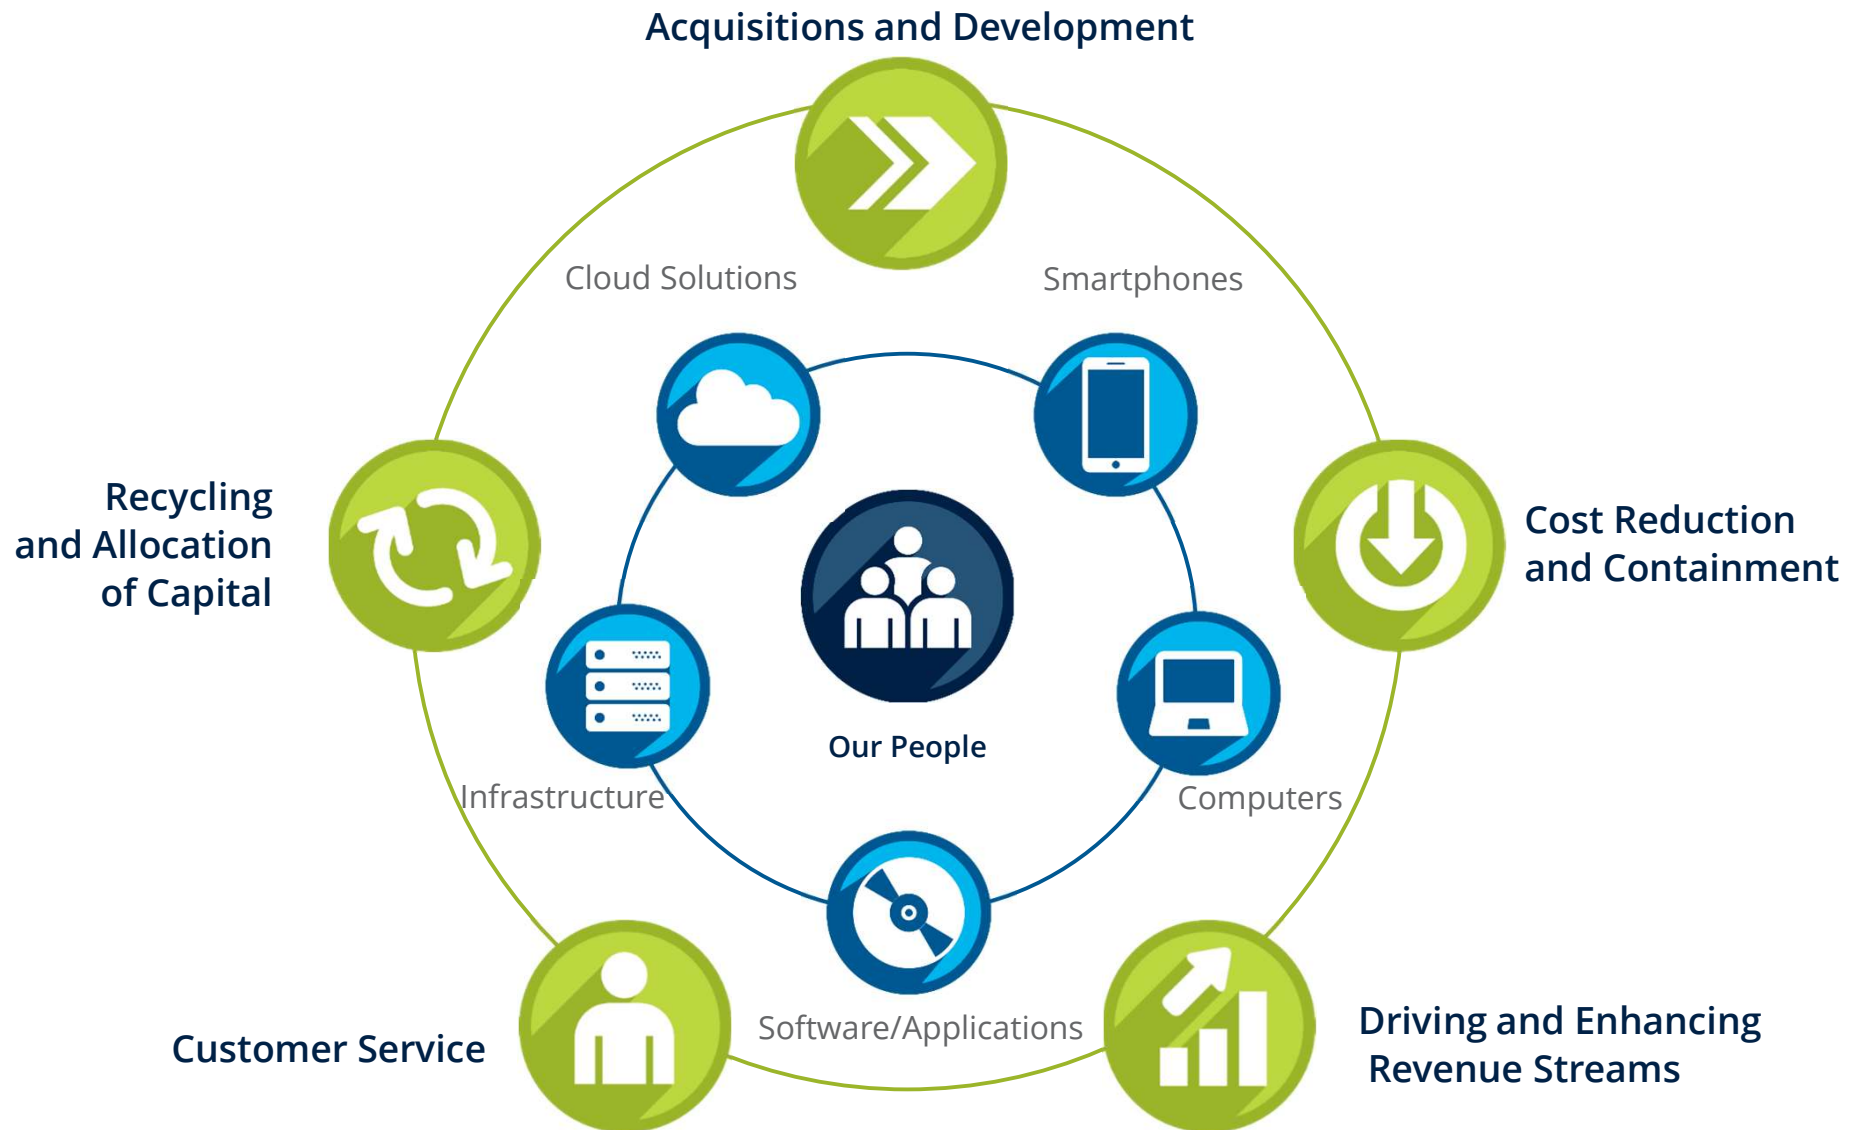 Acquisitions and Development
Cloud Solutions
Smartphones
Recycling
and Allocation
of Capital
Cost Reduction
and Containment
Our People
Infrastructure
Computers
Software/Applications
Customer Service
Driving and Enhancing
Revenue Streams